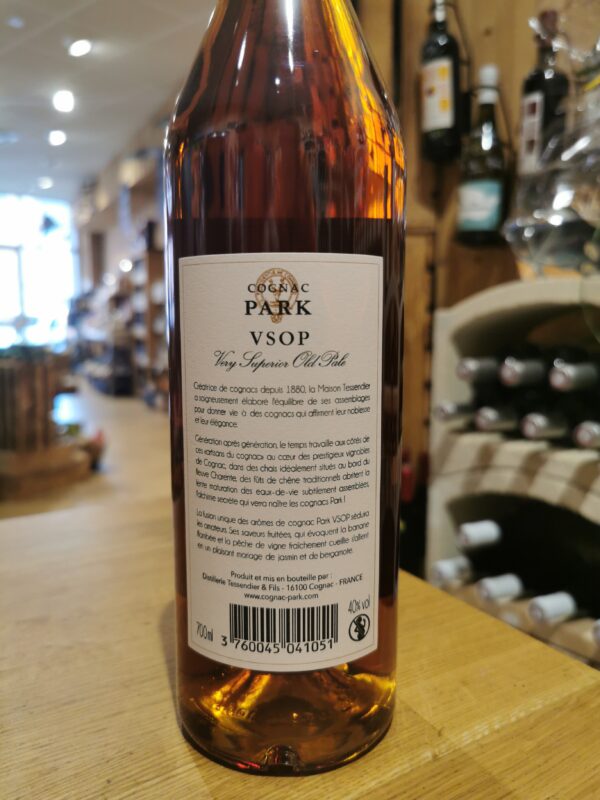 COGNAC
PARK
VSOP
Very Superior Old Pale
Créatrice de cognacs depuis 1880, la Maison Tessendier
a soigneusement élaboré l'équilibre de ses assemblages
pour donner vie à des cognacs qui affirment leur noblesse
et leur élégance.
Génération après génération, le temps travaille aux côtés de
ces «artisans du cognac» au cœur des prestigieux vignobles
de Cognac, dans des chais idéalement situés au bord du
fleuve Charente, des fûts de chêne traditionnels abritent la
lente maturation des eaux-de-vie subtilement assemblées,
l'alchimie secrète qui verra naître les cognacs Park !
La fusion unique des arômes de cognac Park VSOP séduira
les amateurs. Ses saveurs fruitées, qui évoquent la banane
flambée et la pêche de vigne fraîchement cueillie s'allient
en un plaisant mariage de jasmin et de bergamote.
Produit et mis en bouteille par :
Distillerie Tessendier & Fils - 16100 Cognac - FRANCE
www.cognac-park.com
700ml
40% vol
3 760045 041051